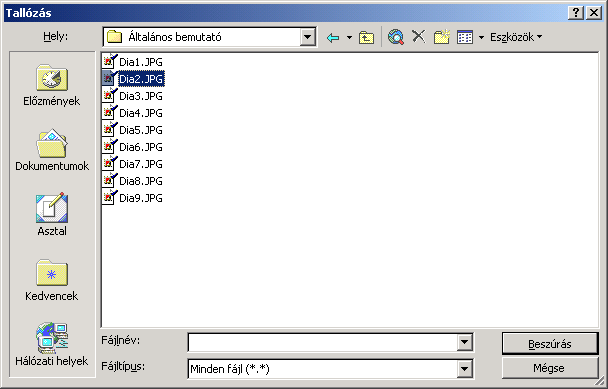 Tallózás
Hely: Általános bemutató Eszközök
Dia1.JPG
Dia2.JPG
Dia3.JPG
Dia4.JPG
Dia5.JPG
Dia6.JPG
Dia7.JPG
Dia8.JPG
Dia9.JPG
Előzmények
Dokumentumok
Asztal
Kedvencek
Hálózati helyek
Fájlnév: Beszúrás
Fájltípus: Minden fájl (*.*) Mégse